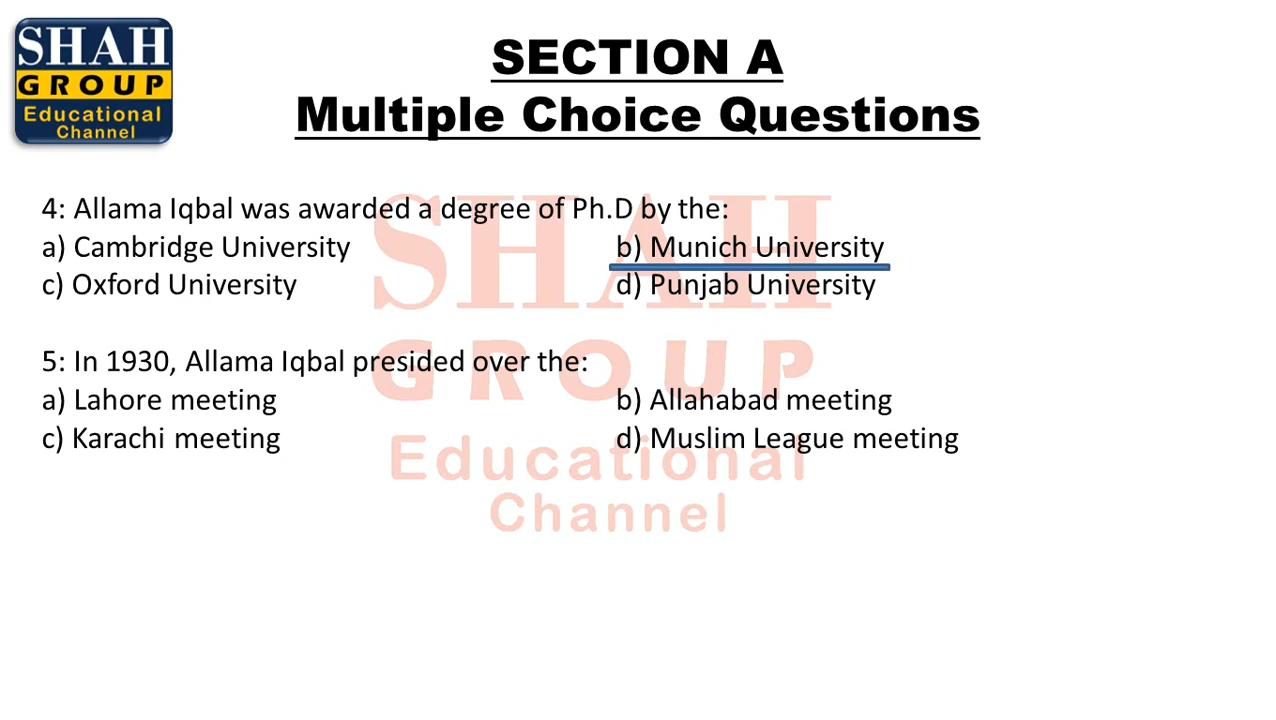 SHAH
GROUP
Educational
Channel
SECTION A
Multiple Choice Questions
4: Allama Iqbal was awarded a degree of Ph.D by the:
a) Cambridge University b) Munich University
c) Oxford University d) Punjab University
5: In 1930, Allama Iqbal presided over the:
a) Lahore meeting b) Allahabad meeting
c) Karachi meeting d) Muslim League meeting
SHAH
GROUP
Educational
Channel